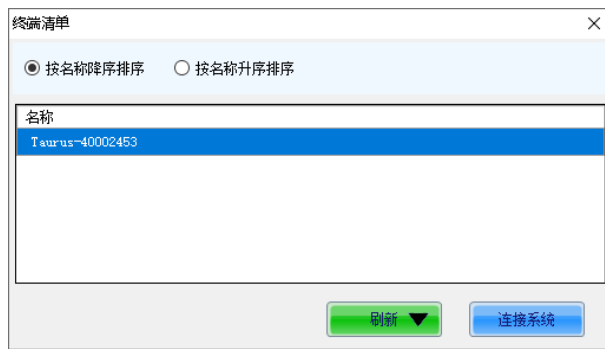 终端清单
按名称降序排序 按名称升序排序
名称
Taurus-40002453
刷新 连接系统